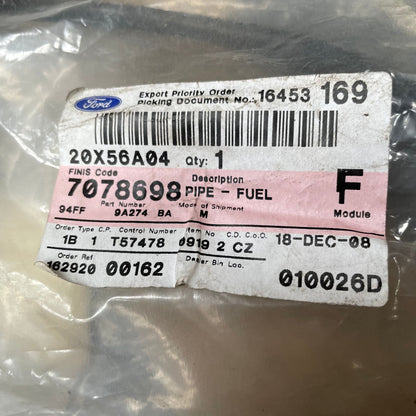 Ford
Export Priority Order
Picking Document No.: 16453 169
20X56A04 Qty: 1
FINIS Code Description
7078698 PIPE - FUEL F
Part Number Mode of Shipment Module
94FF 9A274 BA M
Order Type C.P. Control Number C.D. Co.O.
1B 1 T57478 0919 2 CZ 18-DEC-08
Order Ref Dealer Bin Loc.
162920 00162 010026D